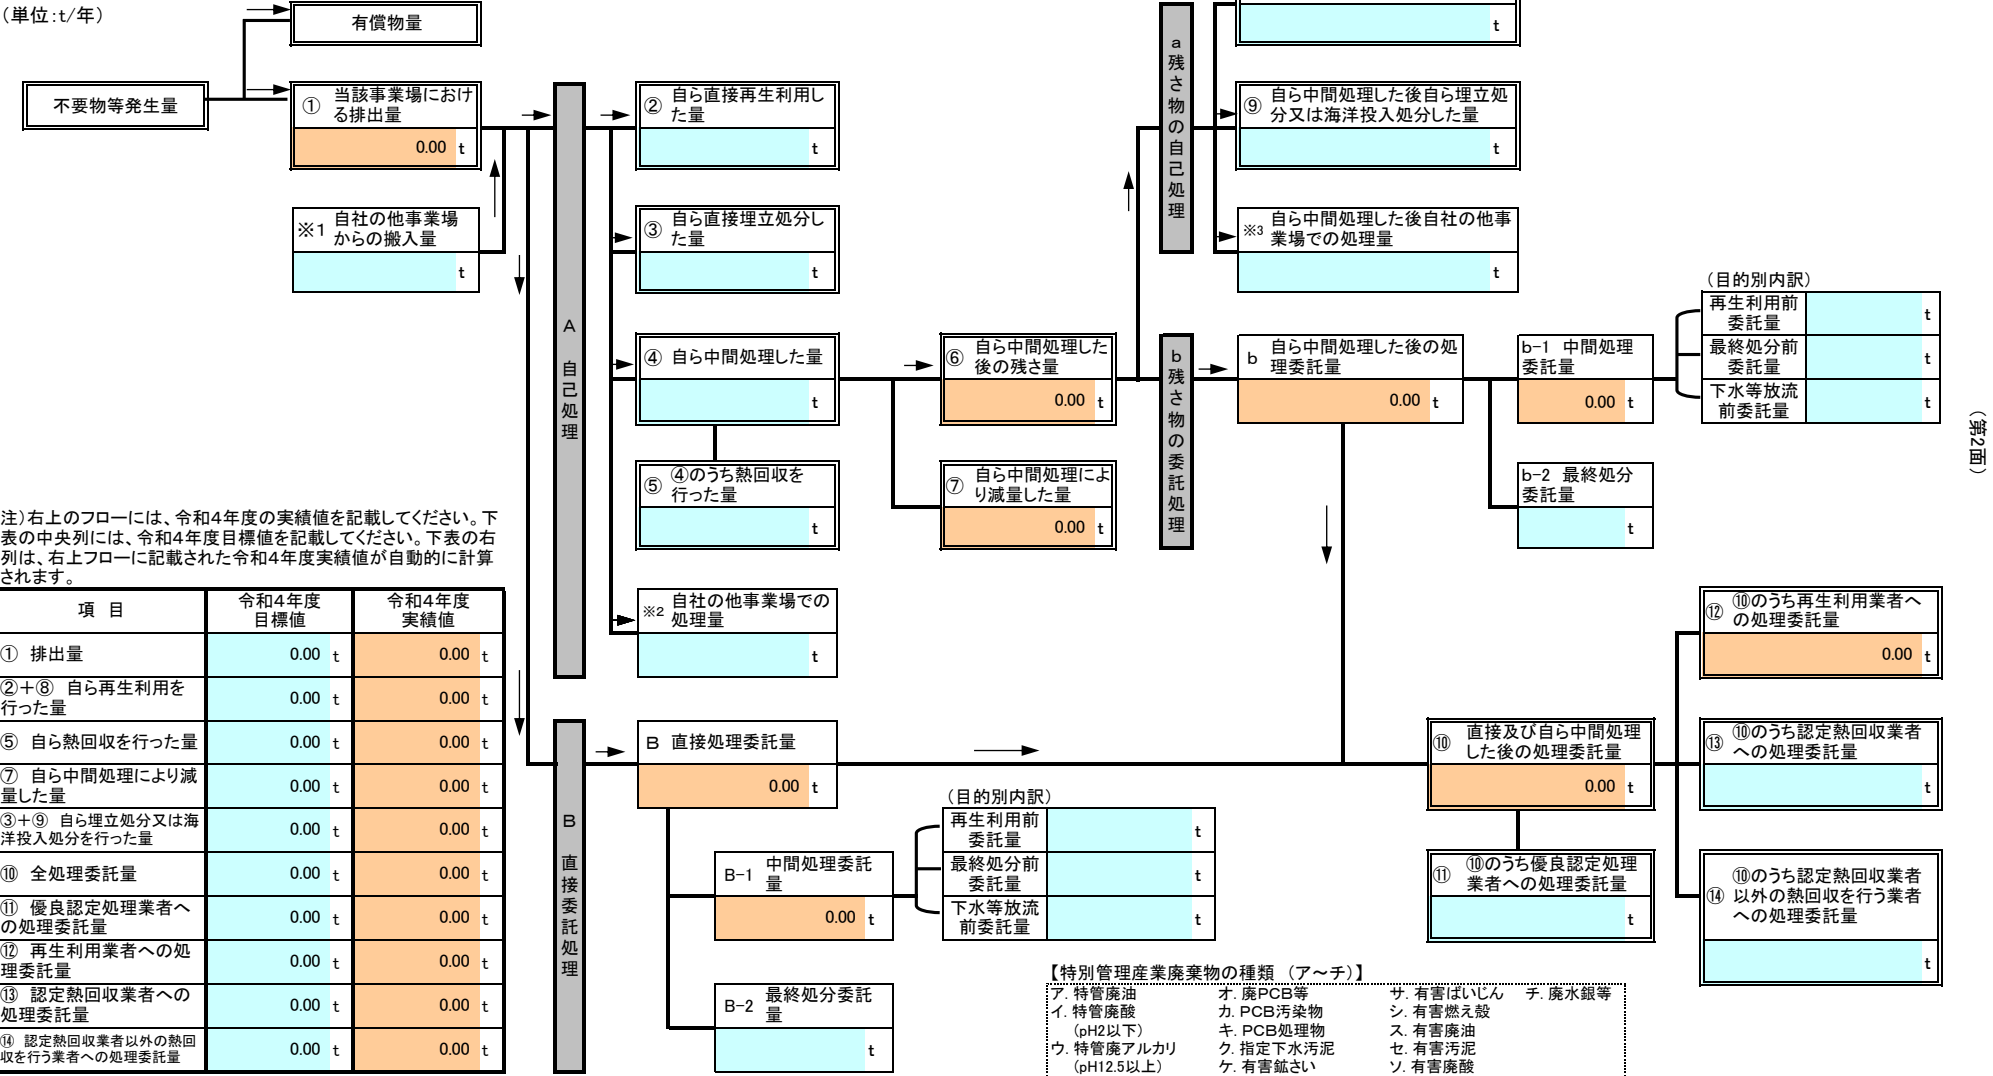 （単位：t/年）
有償物量
不要物等発生量
① 当該事業場におけ
る排出量
0.00 t
※1 自社の他事業場
からの搬入量
t
A 自己処理
② 自ら直接再生利用し
た量
t
③ 自ら直接埋立処分し
た量
t
④ 自ら中間処理した量
t
⑤ ④のうち熱回収を
行った量
t
※2 自社の他事業場での
処理量
t
⑥ 自ら中間処理した
後の残さ量
0.00 t
⑦ 自ら中間処理によ
り減量した量
0.00 t
a残さ物の自己処理
t
⑨ 自ら中間処理した後自ら埋立処
分又は海洋投入処分した量
t
※3 自ら中間処理した後自社の他事
業場での処理量
t
b残さ物の委託処理
b 自ら中間処理した後の処
理委託量
0.00 t
b-1 中間処理
委託量
0.00 t
b-2 最終処分
委託量
t
（目的別内訳）
再生利用前
委託量
t
最終処分前
委託量
t
下水等放流
前委託量
t
（第2面）
注）右上のフローには、令和４年度の実績値を記載してください。下
表の中央列には、令和４年度目標値を記載してください。下表の右
列は、右上フローに記載された令和４年度実績値が自動的に計算
されます。
項 目 令和４年度 令和４年度
目標値 実績値
① 排出量 0.00 t 0.00 t
②＋⑧ 自ら再生利用を
行った量 0.00 t 0.00 t
⑤ 自ら熱回収を行った量 0.00 t 0.00 t
⑦ 自ら中間処理により減
量した量 0.00 t 0.00 t
③＋⑨ 自ら埋立処分又は海
洋投入処分を行った量 0.00 t 0.00 t
⑩ 全処理委託量 0.00 t 0.00 t
⑪ 優良認定処理業者へ
の処理委託量 0.00 t 0.00 t
⑫ 再生利用業者への処
理委託量 0.00 t 0.00 t
⑬ 認定熱回収業者への
処理委託量 0.00 t 0.00 t
⑭ 認定熱回収業者以外の熱回
収を行う業者への処理委託量 0.00 t 0.00 t
B 直接委託処理
B 直接処理委託量
0.00 t
B-1 中間処理委託
量
0.00 t
B-2 最終処分委託
量
t
（目的別内訳）
再生利用前
委託量
t
最終処分前
委託量
t
下水等放流
前委託量
t
⑩ 直接及び自ら中間処理
した後の処理委託量
0.00 t
⑪ ⑩のうち優良認定処理
業者への処理委託量
t
⑫ ⑩のうち再生利用業者へ
の処理委託量
0.00 t
⑬ ⑩のうち認定熱回収業者
への処理委託量
t
⑭ ⑩のうち認定熱回収業者
以外の熱回収を行う業者
への処理委託量
t
【特別管理産業廃棄物の種類 （ア～チ）】
ア．特管廃油 オ．廃PCB等 サ．有害ばいじん チ．廃水銀等
イ．特管廃酸 カ．PCB汚染物 シ．有害燃え殻
（pH2以下） キ．PCB処理物 ス．有害廃油
ウ．特管廃アルカリ ク．指定下水汚泥 セ．有害汚泥
（pH12.5以上） ケ．有害鉱さい ソ．有害廃酸